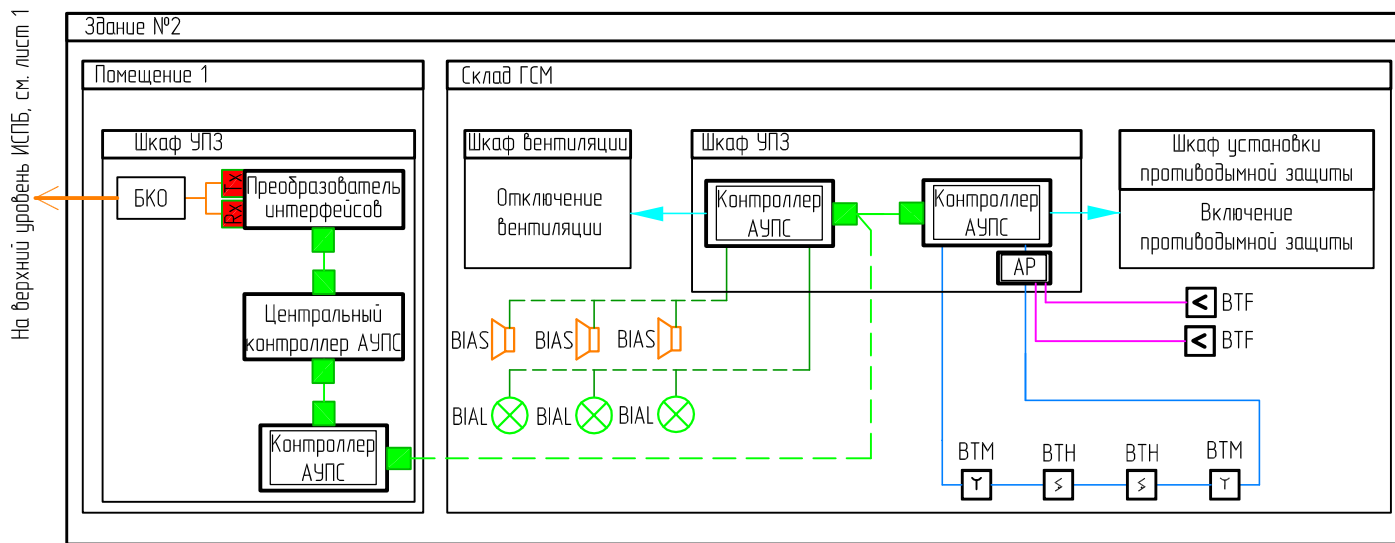 На верхний уровень ИСПБ, см. лист 1
Здание №2
Помещение 1
Шкаф УПЗ
БКО
TX
RX
Преобразователь
интерфейсов
Центральный
контроллер АУПС
Контроллер
АУПС
Склад ГСМ
Шкаф вентиляции
Отключение
вентиляции
Шкаф УПЗ
Контроллер
АУПС
Контроллер
АУПС
АР
Шкаф установки
противодымной защиты
Включение
противодымной защиты
BTF
BTF
BIAS
BIAS
BIAS
BIAL
BIAL
BIAL
BTM
BTH
BTH
BTM